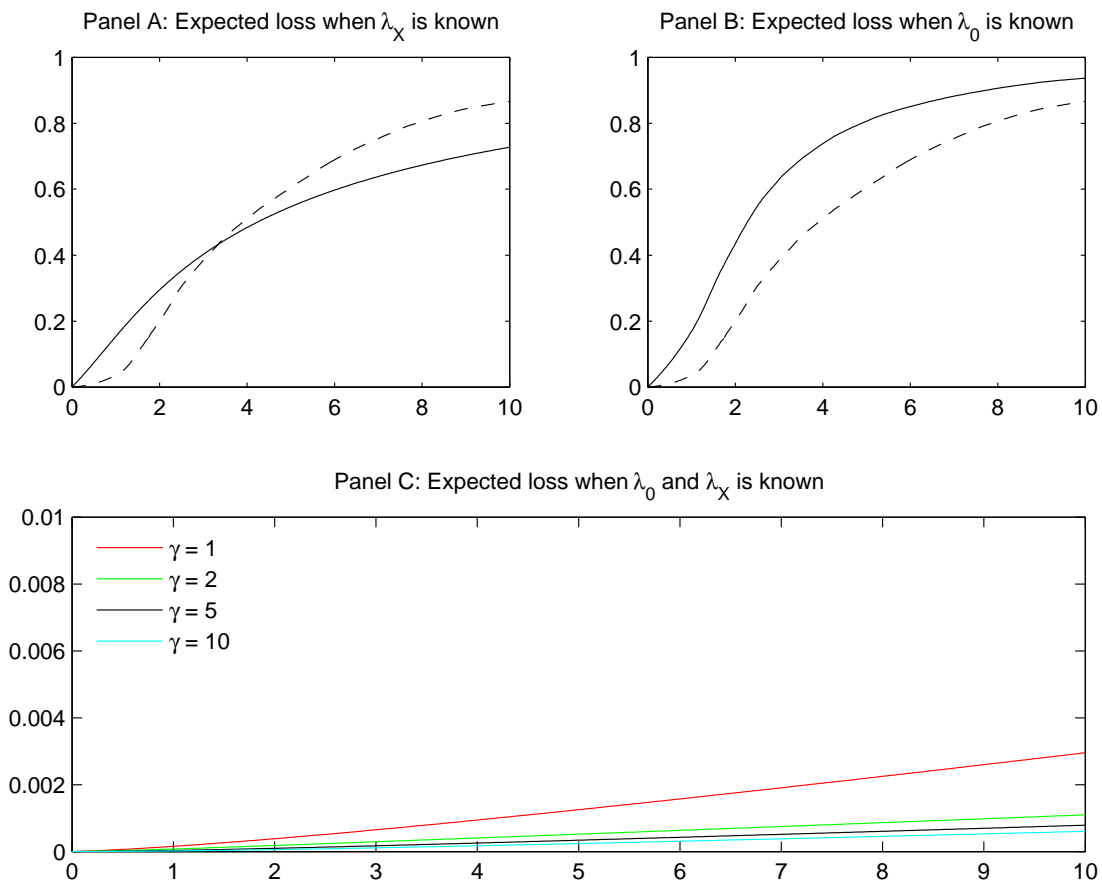 Panel A: Expected loss when λ_X is known
1
0.8
0.6
0.4
0.2
0
0 2 4 6 8 10
Panel B: Expected loss when λ_0 is known
1
0.8
0.6
0.4
0.2
0
0 2 4 6 8 10
Panel C: Expected loss when λ_0 and λ_X is known
0.01
0.008
0.006
0.004
0.002
0
γ = 1
γ = 2
γ = 5
γ = 10
0 1 2 3 4 5 6 7 8 9 10